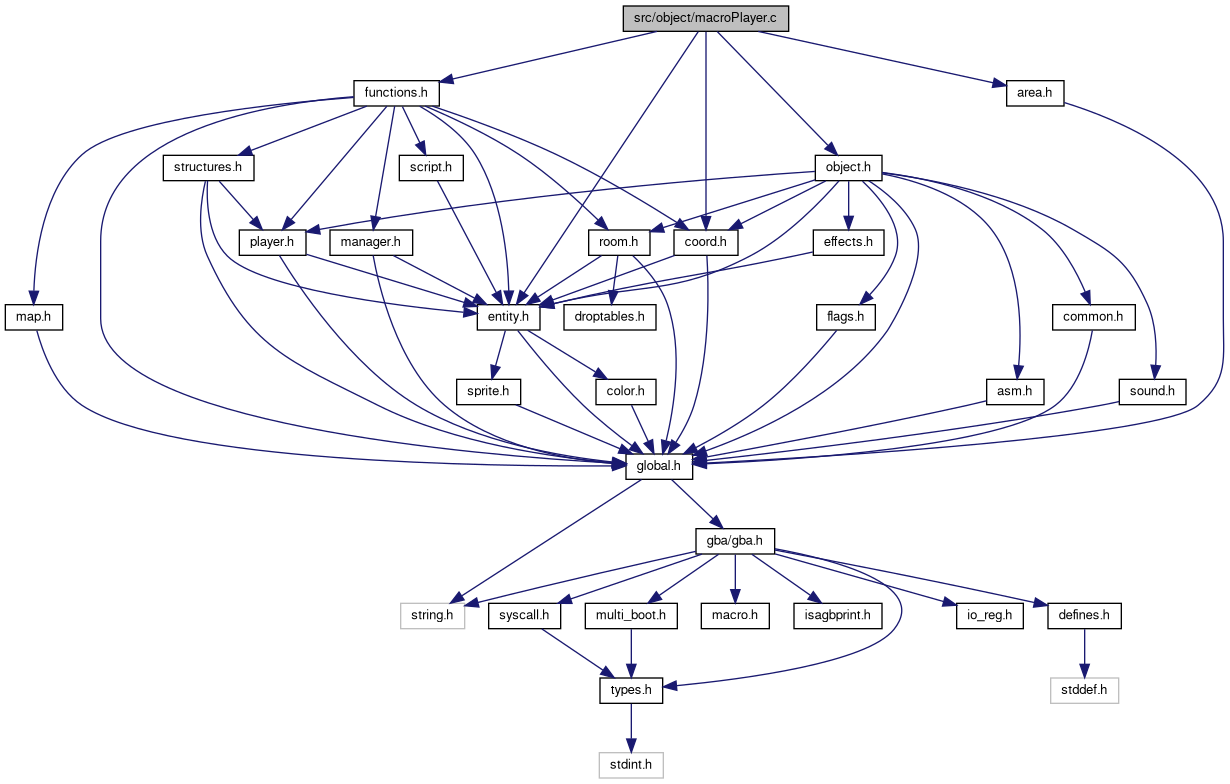 src/object/macroPlayer.c
functions.h
area.h
structures.h
script.h
object.h
player.h
manager.h
room.h
coord.h
effects.h
map.h
entity.h
droptables.h
flags.h
common.h
sprite.h
color.h
asm.h
sound.h
global.h
gba/gba.h
string.h
syscall.h
multi_boot.h
macro.h
isagbprint.h
io_reg.h
defines.h
types.h
stddef.h
stdint.h